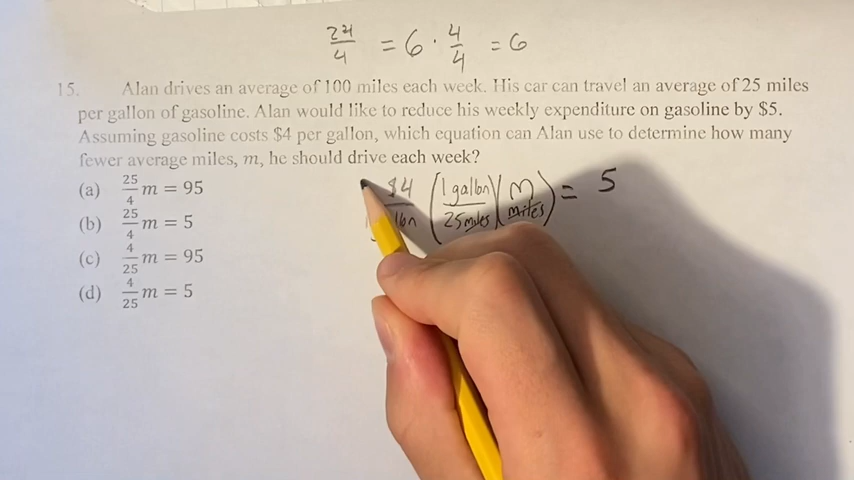 24/4 = 6 · 4/4 = 6
15. Alan drives an average of 100 miles each week. His car can travel an average of 25 miles
per gallon of gasoline. Alan would like to reduce his weekly expenditure on gasoline by $5.
Assuming gasoline costs $4 per gallon, which equation can Alan use to determine how many
fewer average miles, m, he should drive each week?
(a) 25/4 m = 95
(b) 25/4 m = 5
(c) 4/25 m = 95
(d) 4/25 m = 5
$4 (1 gallon/25 miles)(m/miles) = 5